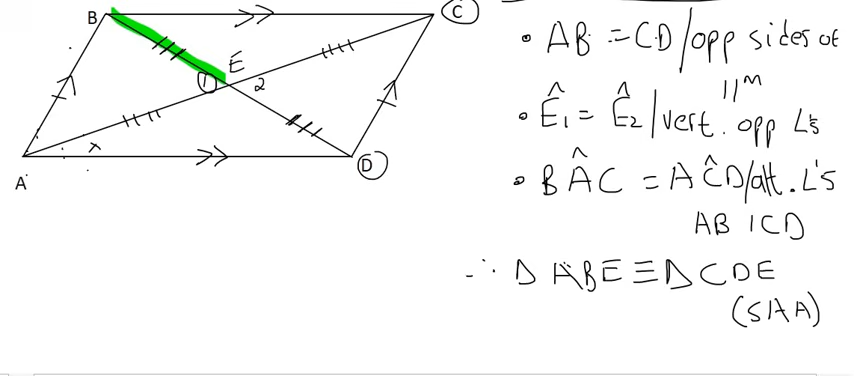 B
C
E
1
2
x
A
D
• AB = CD/opp sides of
||ᵐ
• Ê₁ = Ê₂ /vert. opp L's
• BÂC = AĈD/alt. L's
AB | CD
∴ Δ ABE ≡ Δ CDE
(SAA)